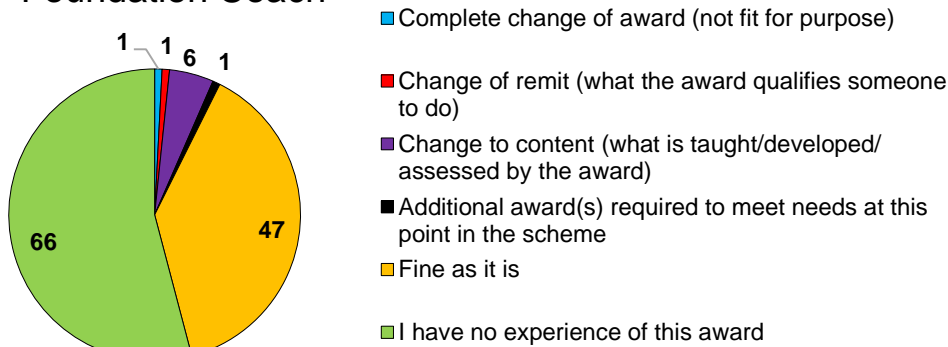 Foundation Coach
Complete change of award (not fit for purpose)
1
1
6
1
Change of remit (what the award qualifies someone
to do)
Change to content (what is taught/developed/
assessed by the award)
Additional award(s) required to meet needs at this
point in the scheme
66
47
Fine as it is
I have no experience of this award